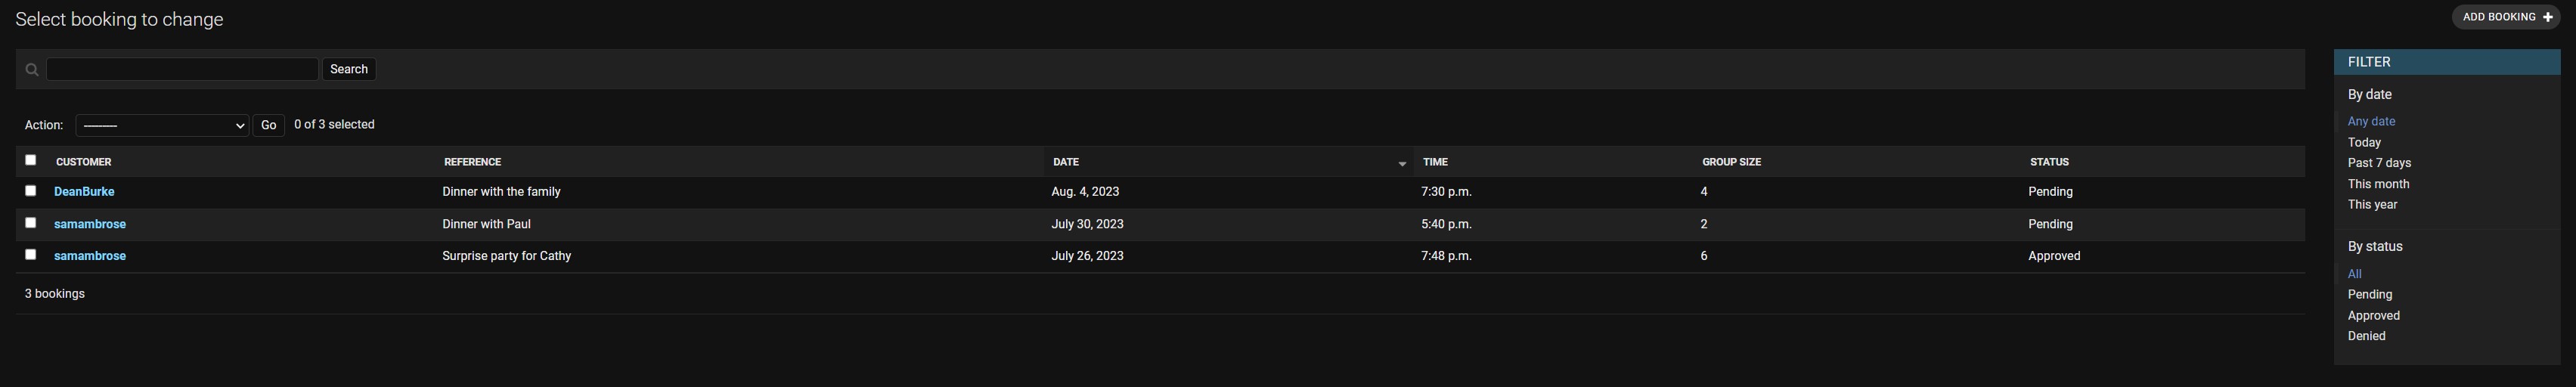 Select booking to change
ADD BOOKING
Search
Action: --------- Go 0 of 3 selected
CUSTOMER REFERENCE DATE TIME GROUP SIZE STATUS
DeanBurke Dinner with the family Aug. 4, 2023 7:30 p.m. 4 Pending
samambrose Dinner with Paul July 30, 2023 5:40 p.m. 2 Pending
samambrose Surprise party for Cathy July 26, 2023 7:48 p.m. 6 Approved
3 bookings
FILTER
By date
Any date
Today
Past 7 days
This month
This year
By status
All
Pending
Approved
Denied